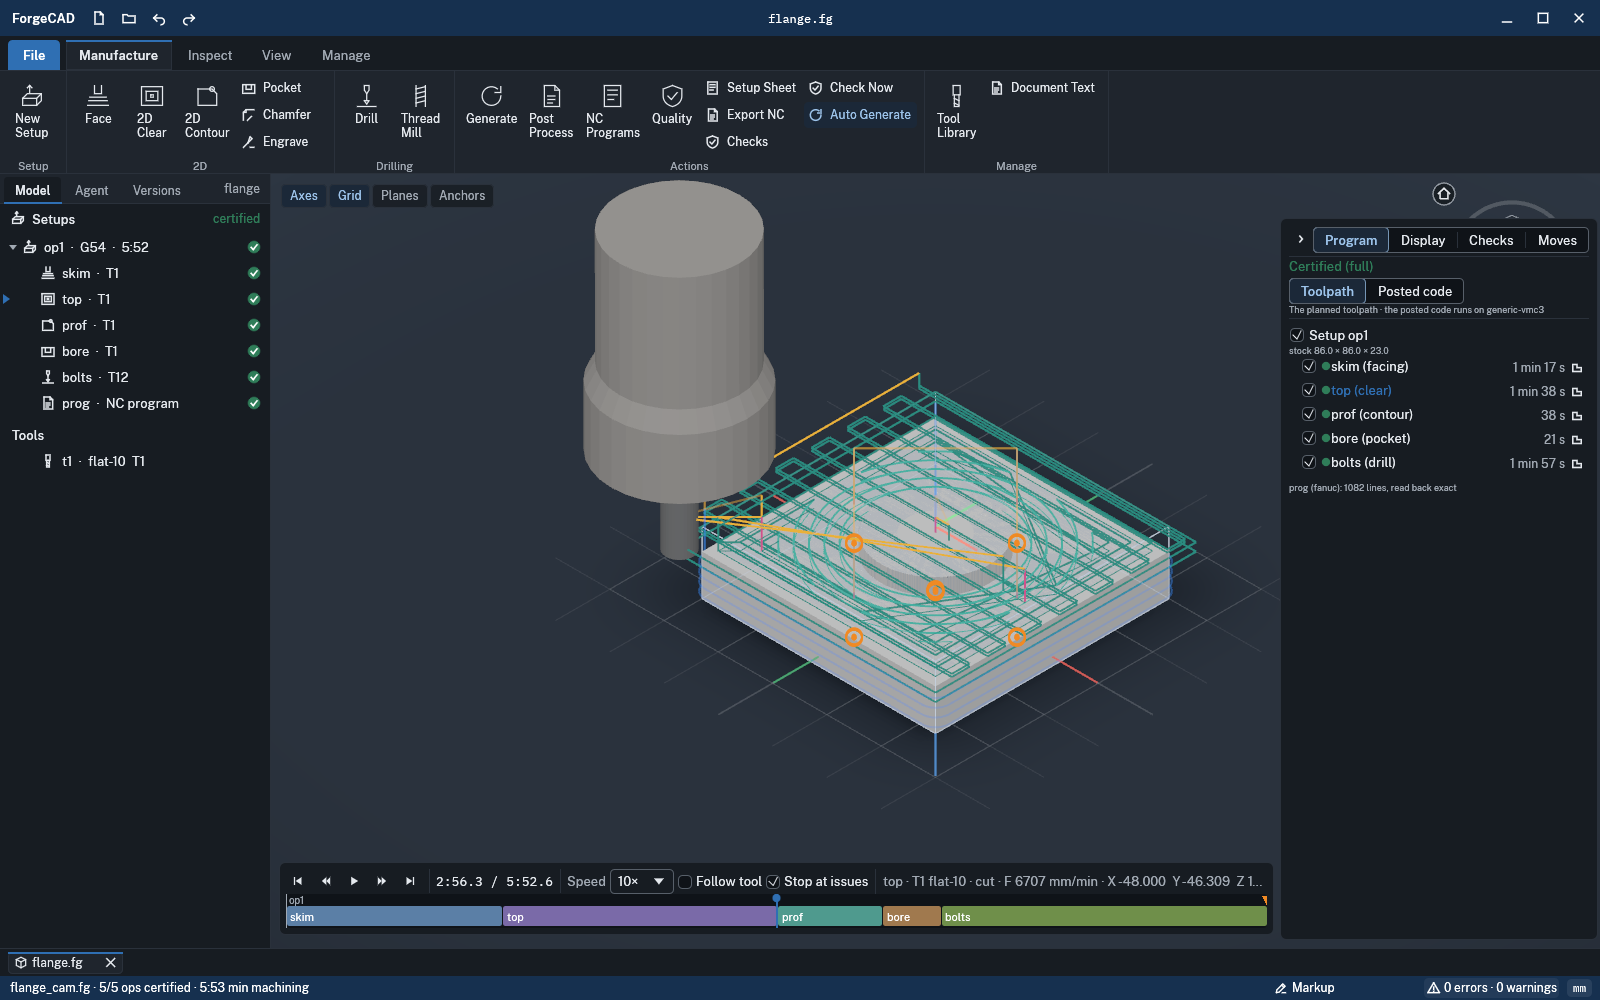 ForgeCAD
flange.fg
File
Manufacture
Inspect
View
Manage
New Setup
Setup
Face
2D Clear
2D Contour
Pocket
Chamfer
Engrave
2D
Drill
Thread Mill
Drilling
Generate
Post Process
NC Programs
Quality
Setup Sheet
Export NC
Checks
Check Now
Auto Generate
Actions
Tool Library
Document Text
Manage
Model
Agent
Versions
flange
Setups
certified
op1 · G54 · 5:52
skim · T1
top · T1
prof · T1
bore · T1
bolts · T12
prog · NC program
Tools
t1 · flat-10 T1
Axes
Grid
Planes
Anchors
Program
Display
Checks
Moves
Certified (full)
Toolpath
Posted code
The planned toolpath · the posted code runs on generic-vmc3
Setup op1
stock 86.0 × 86.0 × 23.0
skim (facing) 1 min 17 s
top (clear) 1 min 38 s
prof (contour) 38 s
bore (pocket) 21 s
bolts (drill) 1 min 57 s
prog (fanuc): 1082 lines, read back exact
2:56.3 / 5:52.6
Speed
10×
Follow tool
Stop at issues
top · T1 flat-10 · cut · F 6707 mm/min · X -48.000 Y -46.309 Z 1...
op1
skim
top
prof
bore
bolts
flange.fg
flange_cam.fg · 5/5 ops certified · 5:53 min machining
Markup
0 errors · 0 warnings
mm